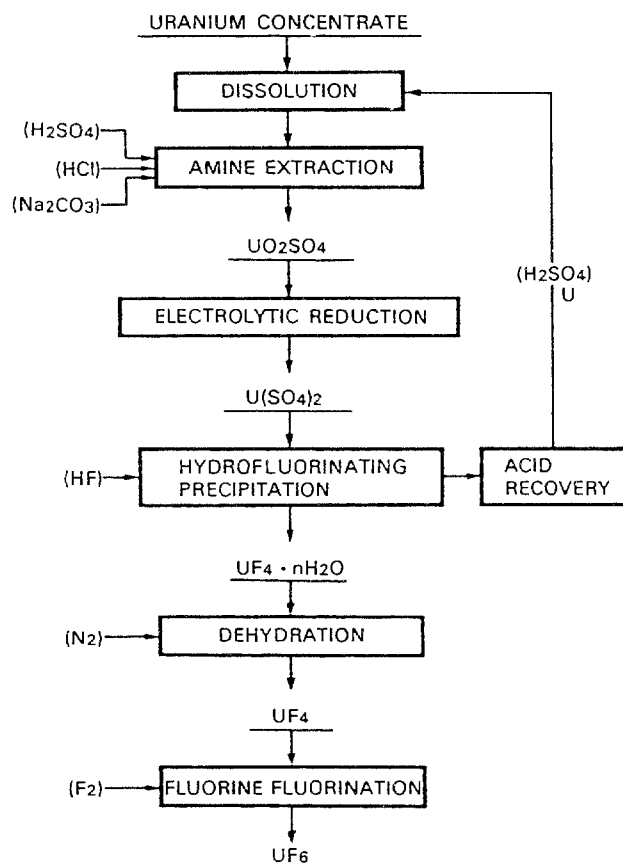 URANIUM CONCENTRATE
DISSOLUTION
(H2SO4)
(HCl)
(Na2CO3)
AMINE EXTRACTION
UO2SO4
(H2SO4)
U
ELECTROLYTIC REDUCTION
U(SO4)2
(HF)
HYDROFLUORINATING
PRECIPITATION
ACID
RECOVERY
UF4 · nH2O
(N2)
DEHYDRATION
UF4
(F2)
FLUORINE FLUORINATION
UF6